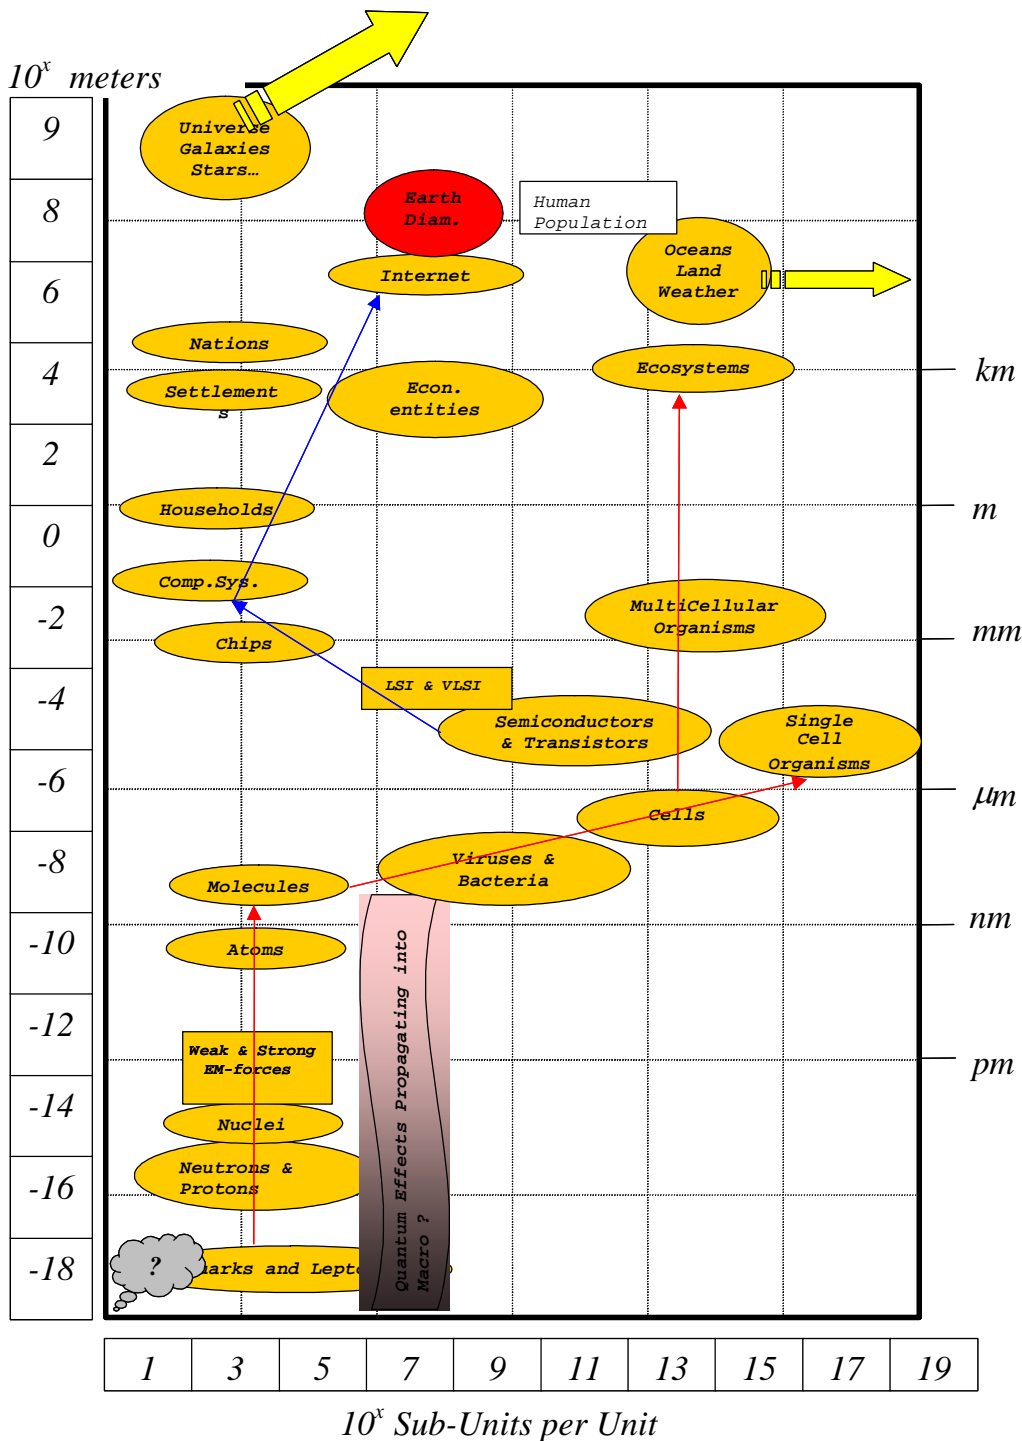 10x meters
9
Universe
Galaxies
Stars…
8
Earth
Diam.
Human
Population
Oceans
Land
Weather
6
Internet
Nations
4
Ecosystems
km
Settlement
s
Econ.
entities
2
Households
m
0
Comp.Sys.
-2
MultiCellular
Organisms
Chips
mm
-4
LSI & VLSI
Semiconductors
& Transistors
Single
Cell
Organisms
-6
μm
Cells
-8
Viruses &
Bacteria
Molecules
nm
-10
Atoms
Quantum Effects Propagating into
Macro ?
-12
Weak & Strong
EM-forces
pm
-14
Nuclei
Neutrons &
Protons
-16
-18
?
arks and Lept
1 3 5 7 9 11 13 15 17 19
10x Sub-Units per Unit